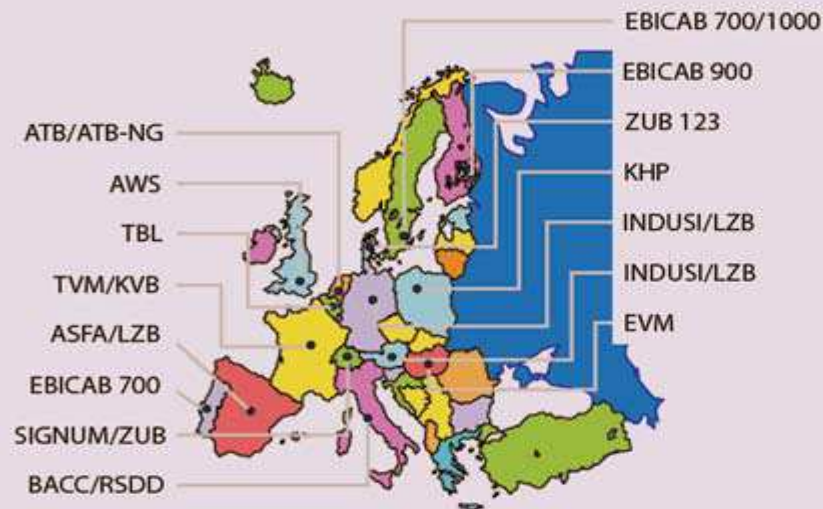 EBICAB 700/1000
EBICAB 900
ZUB 123
KHP
INDUSI/LZB
INDUSI/LZB
EVM
ATB/ATB-NG
AWS
TBL
TVM/KVB
ASFA/LZB
EBICAB 700
SIGNUM/ZUB
BACC/RSDD